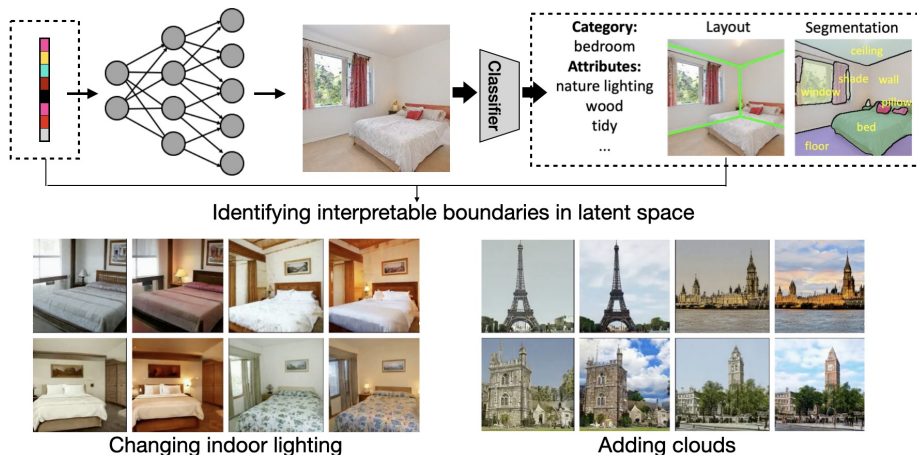 Category:
bedroom
Attributes:
nature lighting
wood
tidy
...
Classifier
Layout
Segmentation
ceiling
shade
wall
window
pillow
bed
floor
Identifying interpretable boundaries in latent space
Changing indoor lighting
Adding clouds